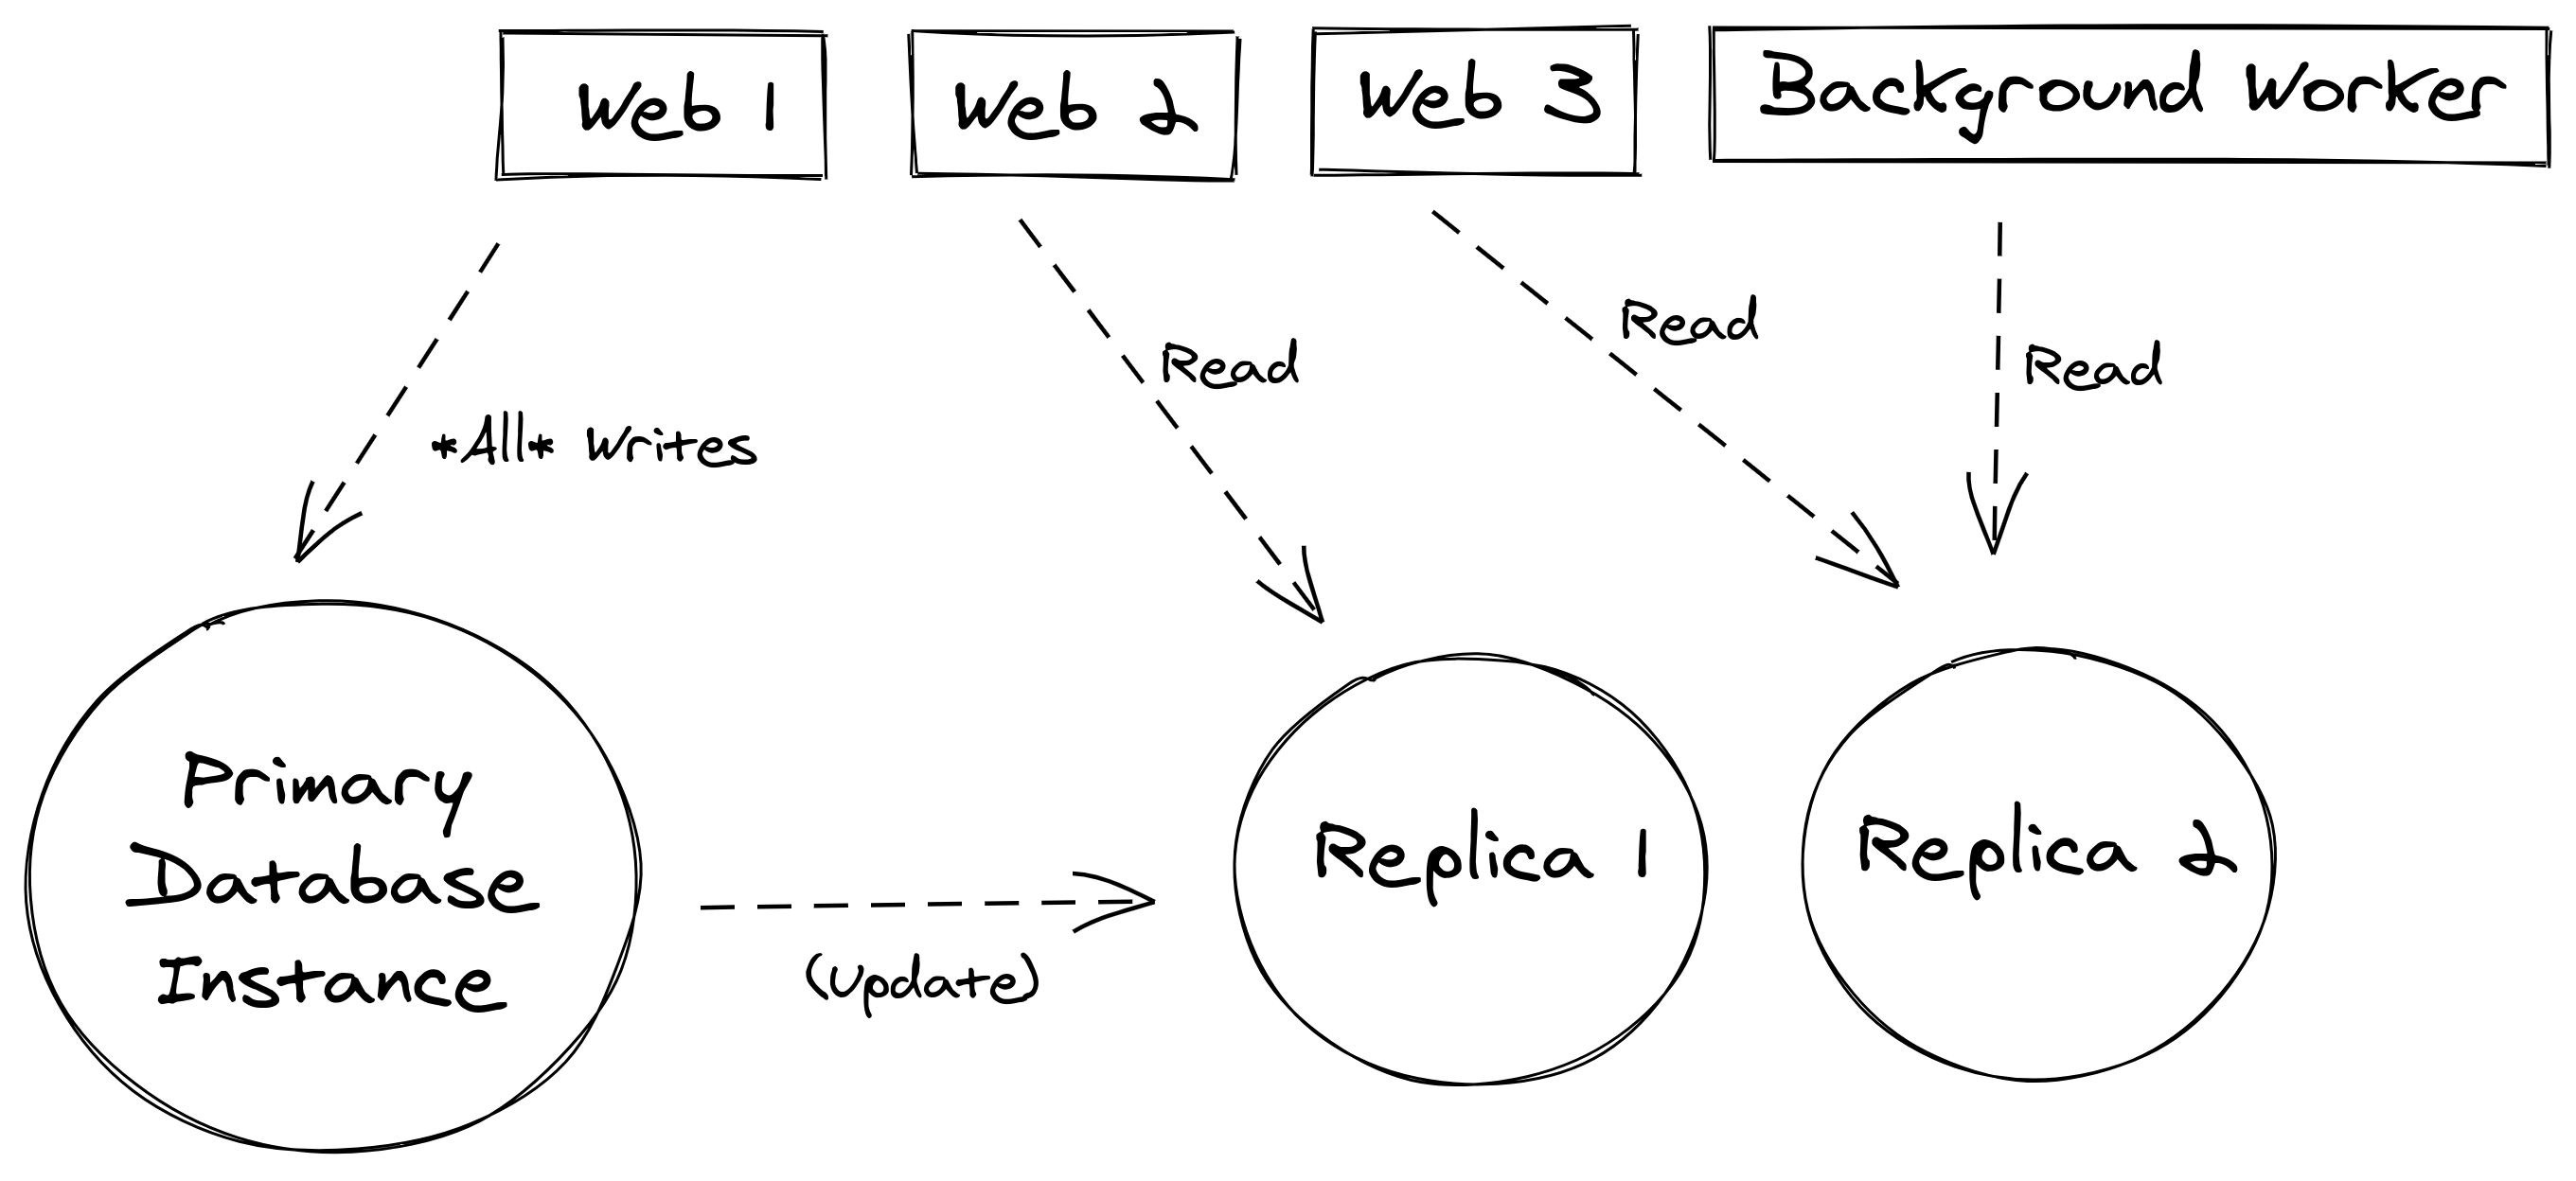 Web 1
Web 2
Web 3
Background Worker
Read
Read
Read
*All* Writes
Primary
Database
Instance
Replica 1
Replica 2
(Update)